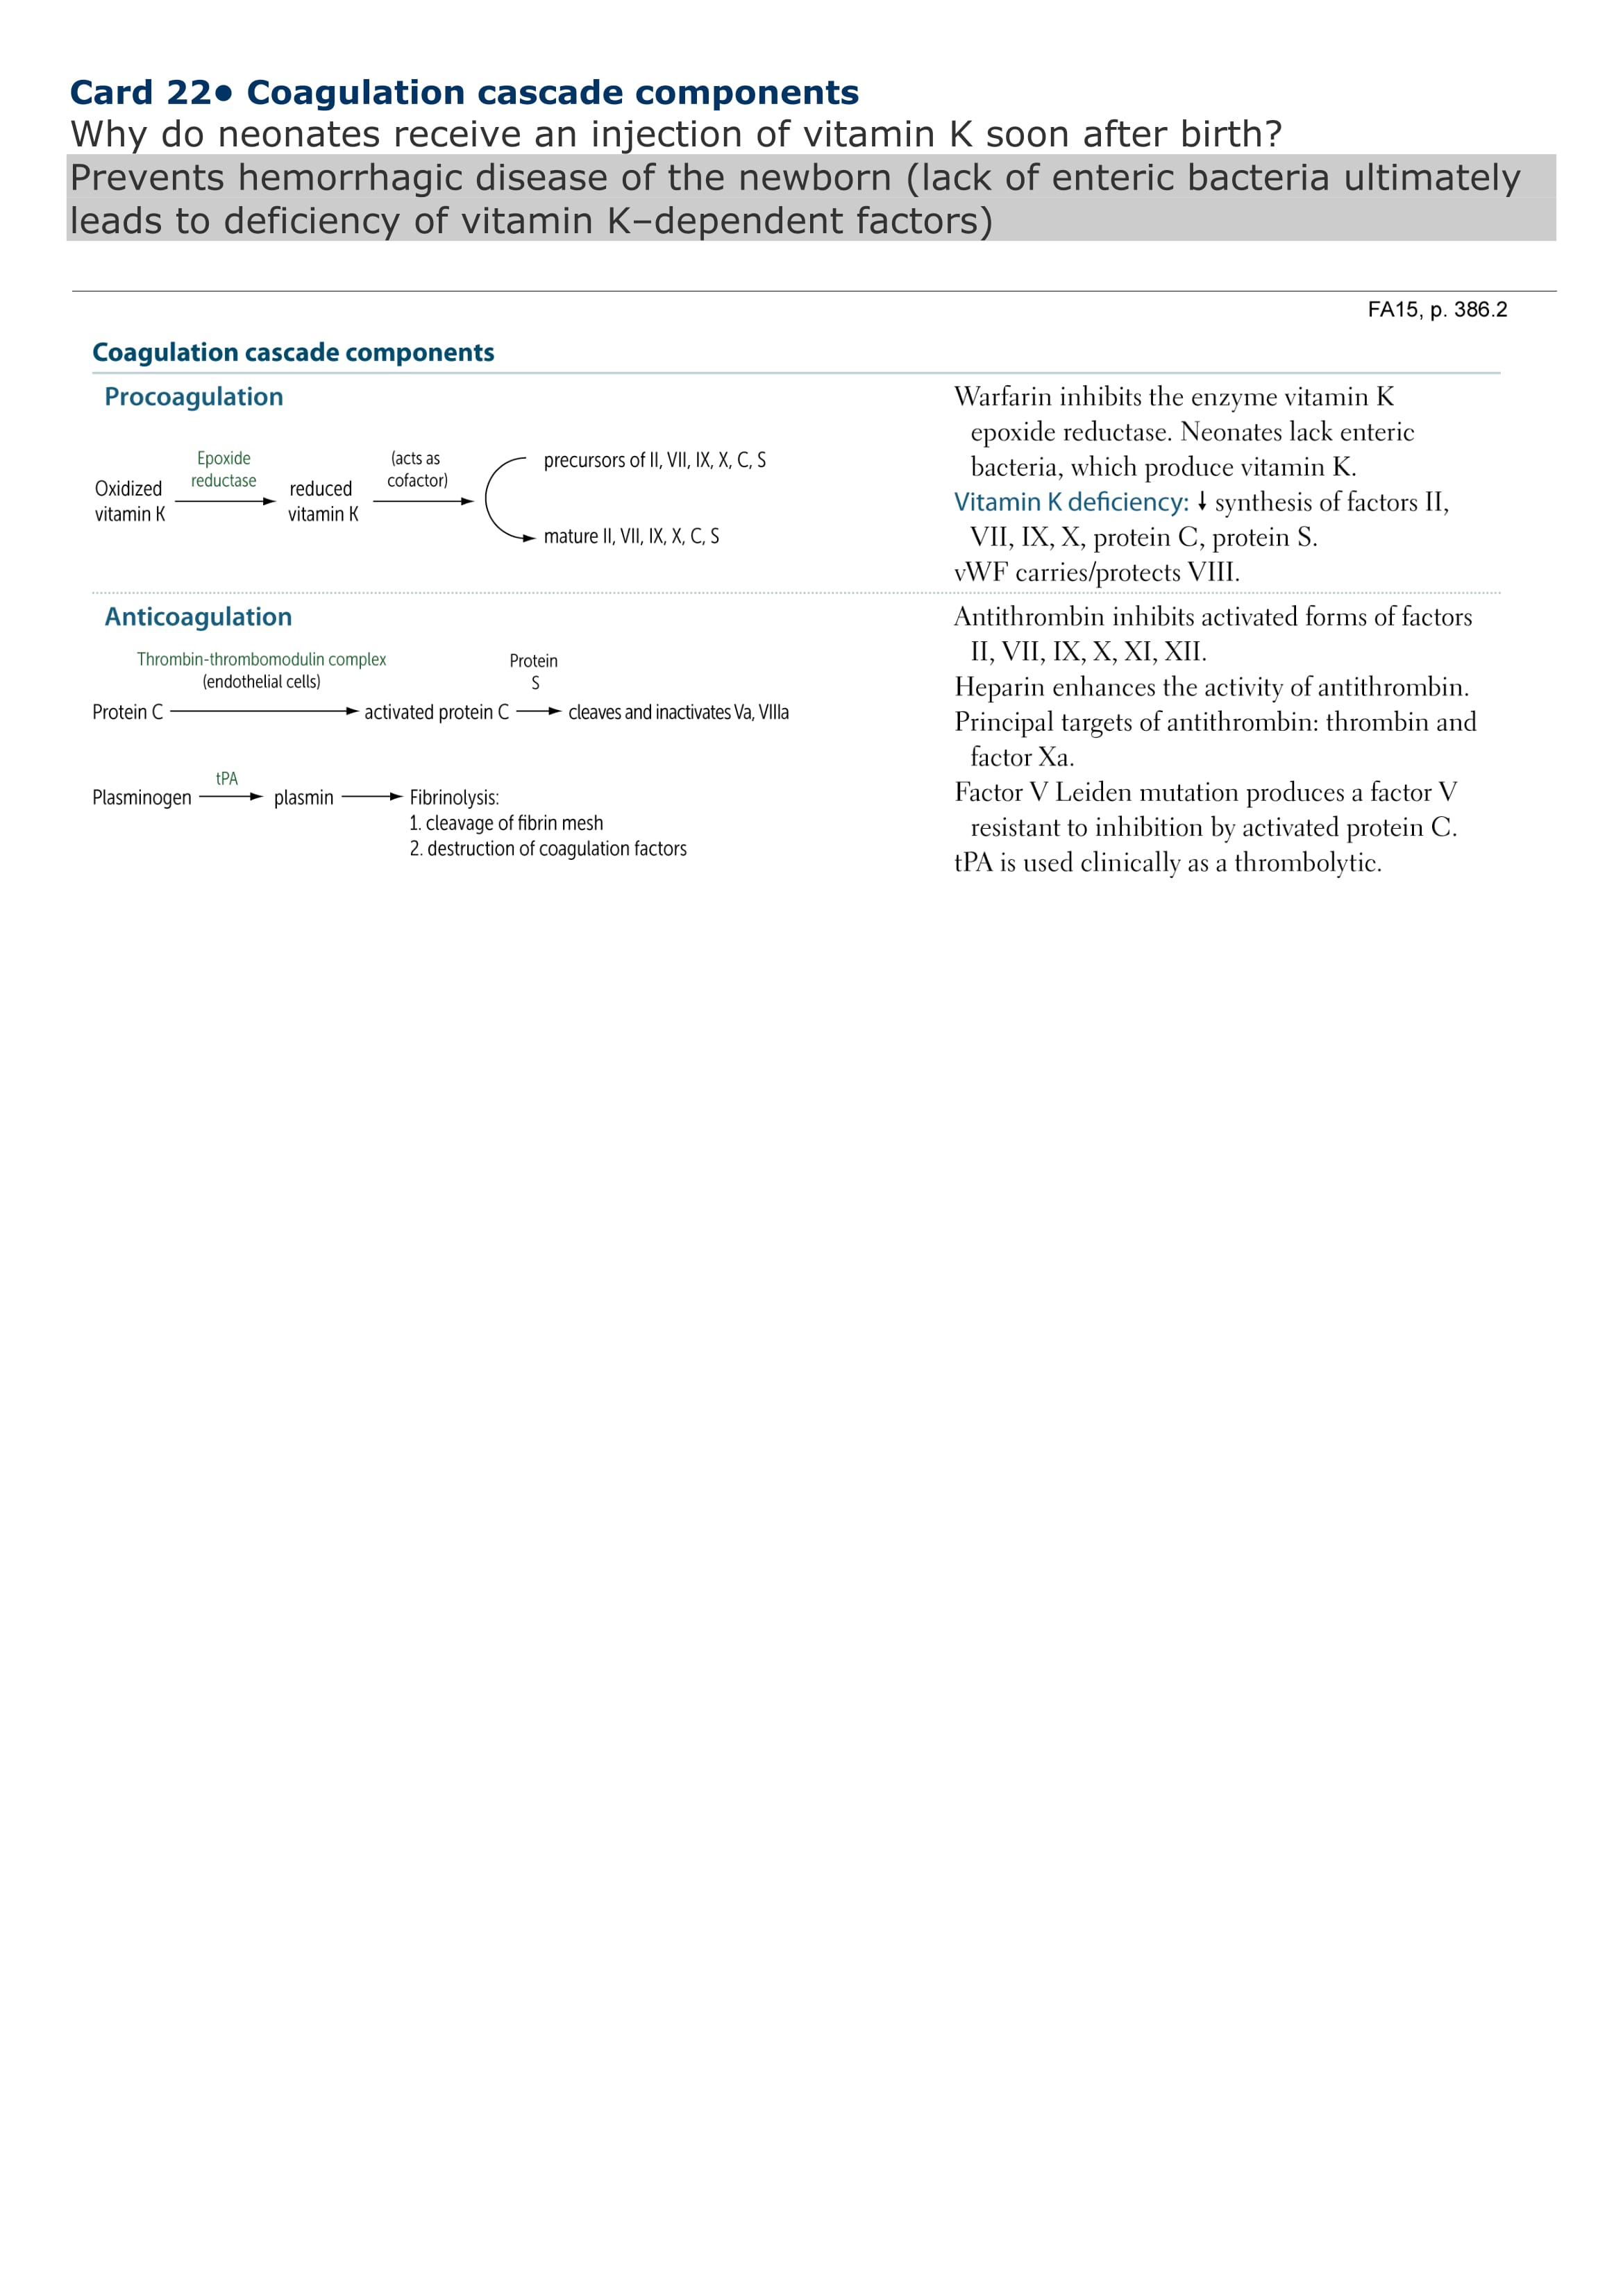 Card 22• Coagulation cascade components
Why do neonates receive an injection of vitamin K soon after birth?
Prevents hemorrhagic disease of the newborn (lack of enteric bacteria ultimately
leads to deficiency of vitamin K–dependent factors)
FA15, p. 386.2
Coagulation cascade components
Procoagulation
Oxidized
vitamin K
Epoxide
reductase
reduced
vitamin K
(acts as
cofactor)
precursors of II, VII, IX, X, C, S
mature II, VII, IX, X, C, S
Warfarin inhibits the enzyme vitamin K
epoxide reductase. Neonates lack enteric
bacteria, which produce vitamin K.
Vitamin K deficiency: ↓ synthesis of factors II,
VII, IX, X, protein C, protein S.
vWF carries/protects VIII.
Anticoagulation
Thrombin-thrombomodulin complex
(endothelial cells)
Protein
S
Protein C → activated protein C → cleaves and inactivates Va, VIIIa
tPA
Plasminogen → plasmin → Fibrinolysis:
1. cleavage of fibrin mesh
2. destruction of coagulation factors
Antithrombin inhibits activated forms of factors
II, VII, IX, X, XI, XII.
Heparin enhances the activity of antithrombin.
Principal targets of antithrombin: thrombin and
factor Xa.
Factor V Leiden mutation produces a factor V
resistant to inhibition by activated protein C.
tPA is used clinically as a thrombolytic.